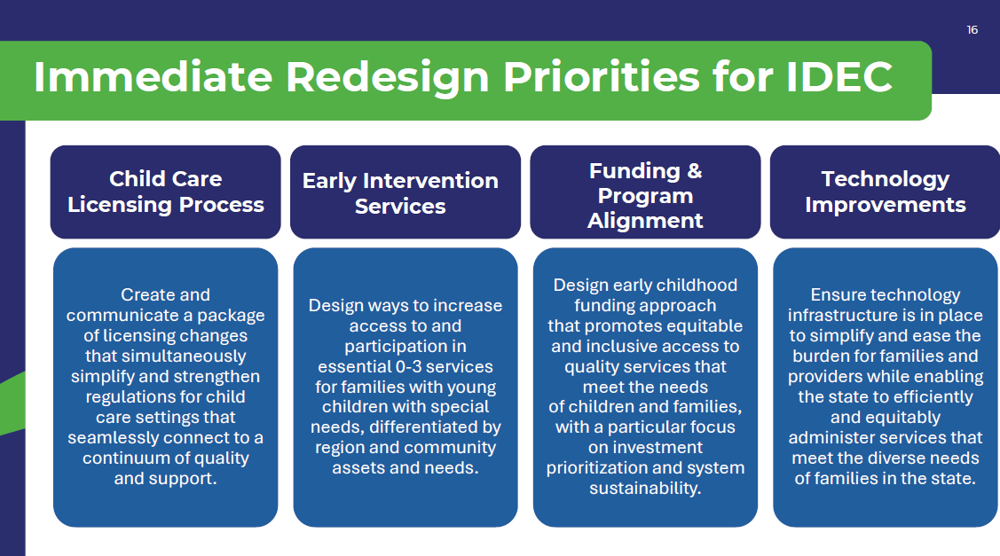 16
Immediate Redesign Priorities for IDEC
Child Care
Licensing Process
Early Intervention
Services
Funding &
Program
Alignment
Technology
Improvements
Create and
communicate a package
of licensing changes
that simultaneously
simplify and strengthen
regulations for child
care settings that
seamlessly connect to a
continuum of quality
and support.
Design ways to increase
access to and
participation in
essential 0-3 services
for families with young
children with special
needs, differentiated by
region and community
assets and needs.
Design early childhood
funding approach
that promotes equitable
and inclusive access to
quality services that
meet the needs
of children and families,
with a particular focus
on investment
prioritization and system
sustainability.
Ensure technology
infrastructure is in place
to simplify and ease the
burden for families and
providers while enabling
the state to efficiently
and equitably
administer services that
meet the diverse needs
of families in the state.